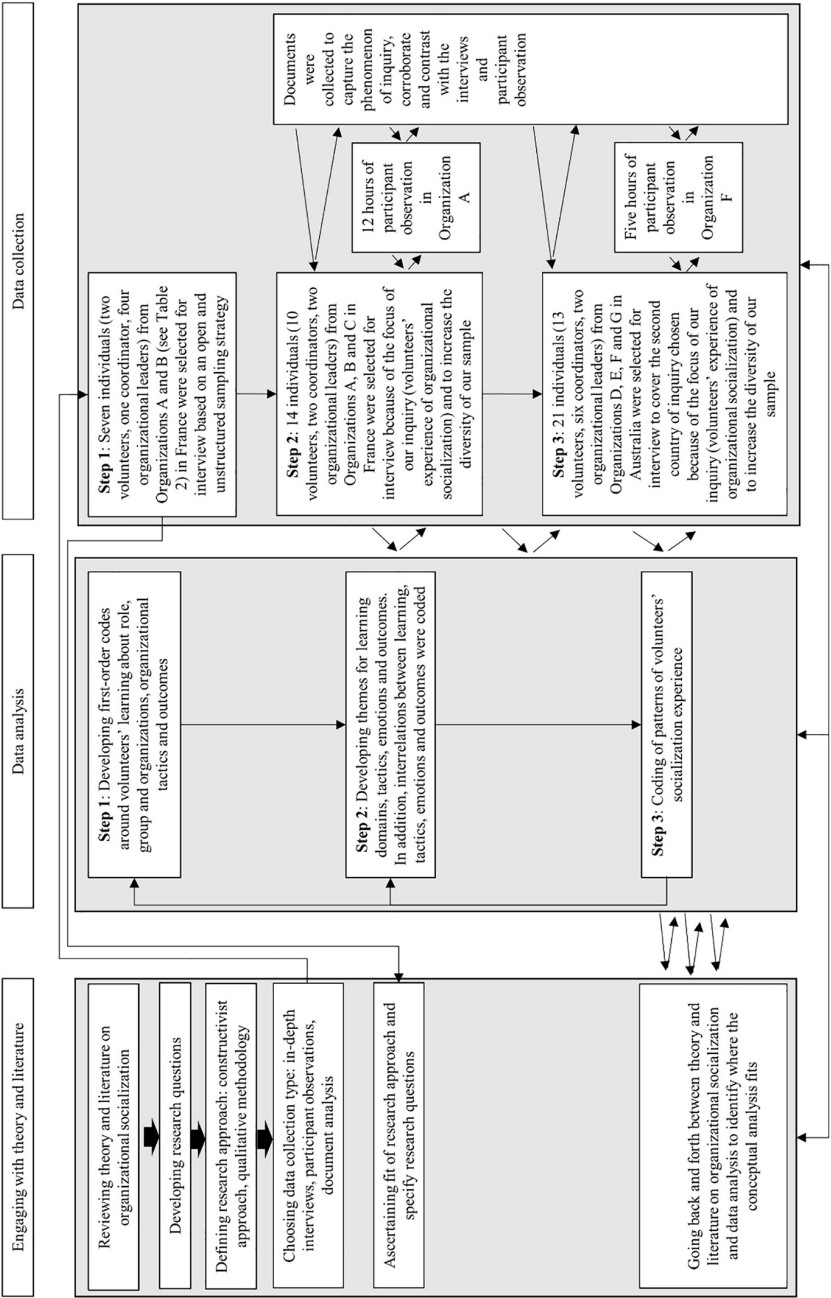 Engaging with theory and literature
Reviewing theory and literature on
organizational socialization
Developing research questions
Defining research approach: constructivist
approach, qualitative methodology
Choosing data collection type: in-depth
interviews, participant observations,
document analysis
Ascertaining fit of research approach and
specify research questions
Going back and forth between theory and
literature on organizational socialization
and data analysis to identify where the
conceptual analysis fits
Data analysis
Step 1: Developing first-order codes
around volunteers' learning about role,
group and organizations, organizational
tactics and outcomes
Step 2: Developing themes for learning
domains, tactics, emotions and outcomes.
In addition, interrelations between learning,
tactics, emotions and outcomes were coded
Step 3: Coding of patterns of volunteers'
socialization experience
Data collection
Step 1: Seven individuals (two
volunteers, one coordinator, four
organizational leaders) from
Organizations A and B (see Table
2) in France were selected for
interview based on an open and
unstructured sampling strategy
Step 2: 14 individuals (10
volunteers, two coordinators, two
organizational leaders) from
Organizations A, B and C in
France were selected for
interview because of the focus of
our inquiry (volunteers'
experience of organizational
socialization) and to increase the
diversity of our sample
Step 3: 21 individuals (13
volunteers, six coordinators, two
organizational leaders) from
Organizations D, E, F and G in
Australia were selected for
interview to cover the second
country of inquiry chosen
because of the focus of our
inquiry (volunteers' experience of
organizational socialization) and
to increase the diversity of our
sample
12 hours of
participant
observation
in
Organization
A
Five hours of
participant
observation
in
Organization
F
Documents
were
collected to
capture the
phenomenon
of inquiry,
corroborate
and contrast
with the
interviews
and
participant
observation